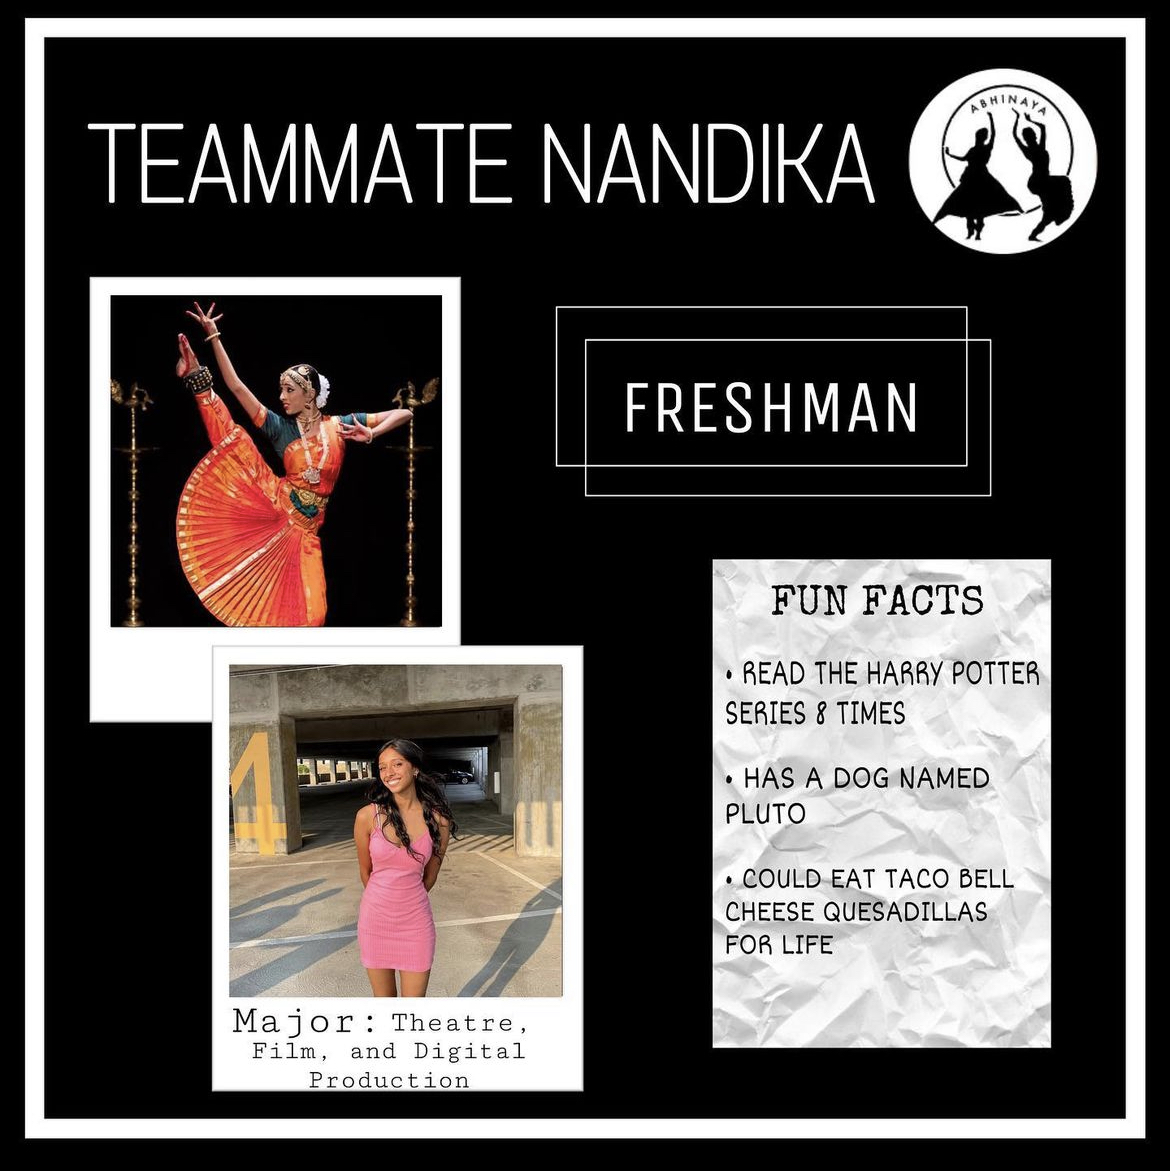 TEAMMATE NANDIKA
ABHINAYA
FRESHMAN
FUN FACTS
• READ THE HARRY POTTER
SERIES 8 TIMES
• HAS A DOG NAMED
PLUTO
• COULD EAT TACO BELL
CHEESE QUESADILLAS
FOR LIFE
4
Major: Theatre,
Film, and Digital
Production